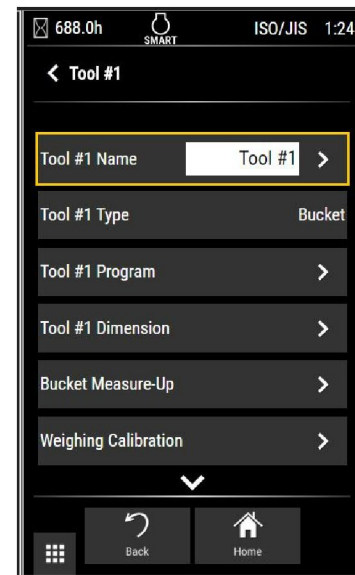 688.0h SMART ISO/JIS 1:24
Tool #1
Tool #1 Name Tool #1
Tool #1 Type Bucket
Tool #1 Program
Tool #1 Dimension
Bucket Measure-Up
Weighing Calibration
Back Home